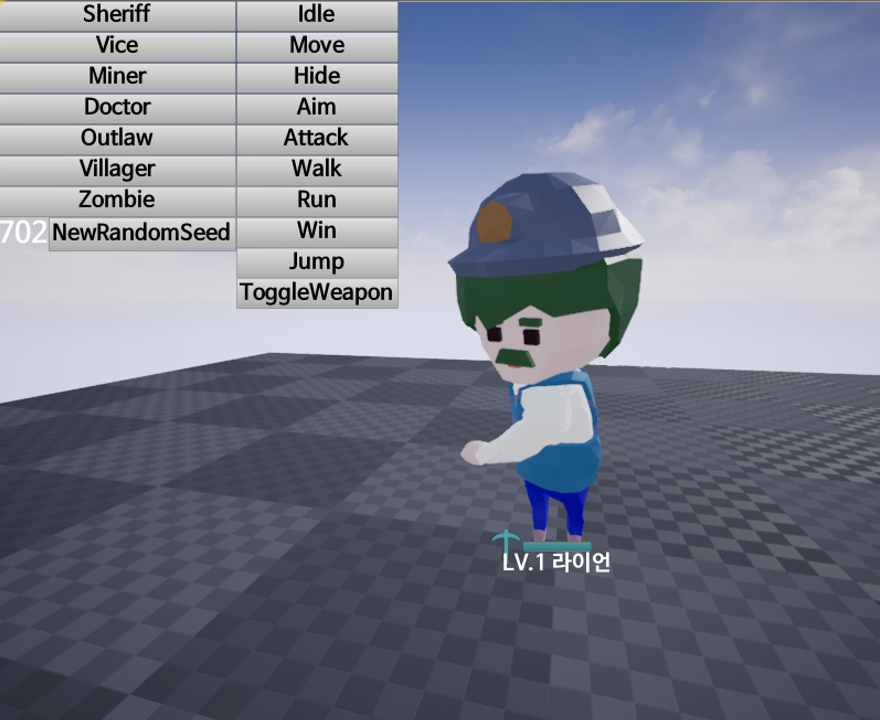 Sheriff
Vice
Miner
Doctor
Outlaw
Villager
Zombie
702 NewRandomSeed
Idle
Move
Hide
Aim
Attack
Walk
Run
Win
Jump
ToggleWeapon
LV.1 라이언